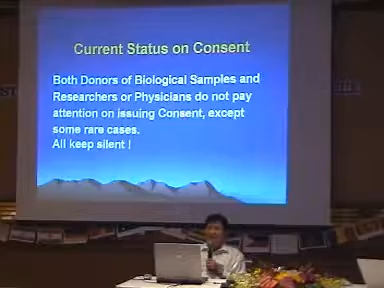 Current Status on Consent
Both Donors of Biological Samples and
Researchers or Physicians do not pay
attention on issuing Consent, except
some rare cases.
All keep silent !